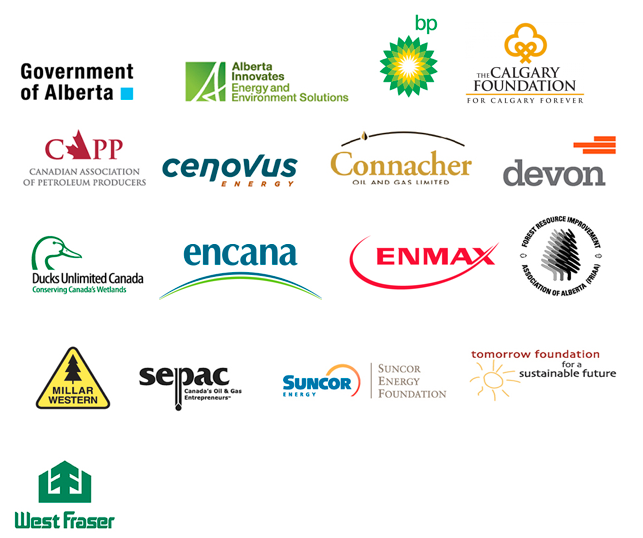 Government
of Alberta
Alberta
Innovates
Energy and
Environment Solutions
bp
THE CALGARY
FOUNDATION
FOR CALGARY FOREVER
CAPP
CANADIAN ASSOCIATION
OF PETROLEUM PRODUCERS
cenovus
ENERGY
Connacher
OIL AND GAS LIMITED
devon
Ducks Unlimited Canada
Conserving Canada's Wetlands
encana
ENMAX
FOREST RESOURCE IMPROVEMENT
ASSOCIATION OF ALBERTA (FRIAA)
MILLAR
WESTERN
sepac
Canada's Oil & Gas
Entrepreneurs™
SUNCOR
ENERGY
SUNCOR
ENERGY
FOUNDATION
tomorrow foundation
for a
sustainable future
West Fraser